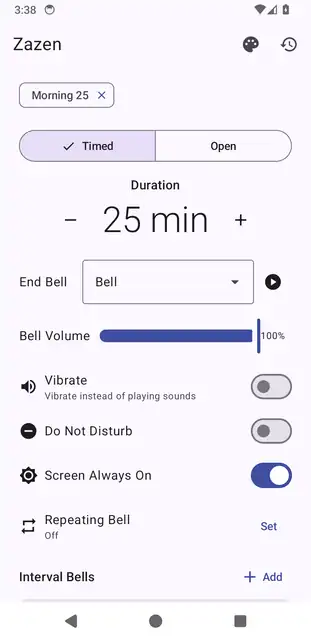 3:38
Zazen
Morning 25
Timed
Open
Duration
25 min
End Bell
Bell
Bell Volume
100%
Vibrate
Vibrate instead of playing sounds
Do Not Disturb
Screen Always On
Repeating Bell
Off
Set
Interval Bells
Add